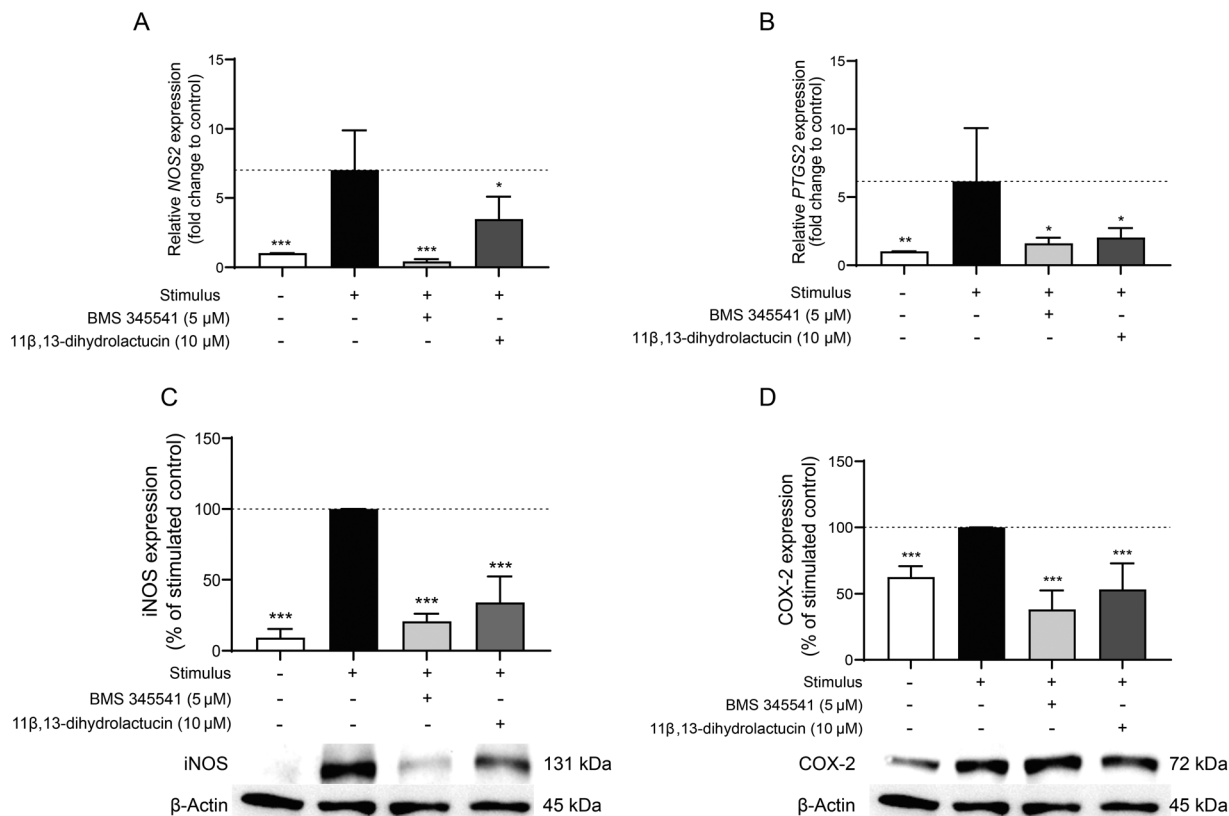 A
Relative NOS2 expression
(fold change to control)
15
10
5
0
***
***
*
Stimulus - + + +
BMS 345541 (5 µM) - - + -
11β,13-dihydrolactucin (10 µM) - - - +
B
Relative PTGS2 expression
(fold change to control)
15
10
5
0
**
*
*
Stimulus - + + +
BMS 345541 (5 µM) - - + -
11β,13-dihydrolactucin (10 µM) - - - +
C
iNOS expression
(% of stimulated control)
150
100
50
0
***
***
***
Stimulus - + + +
BMS 345541 (5 µM) - - + -
11β,13-dihydrolactucin (10 µM) - - - +
iNOS 131 kDa
β-Actin 45 kDa
D
COX-2 expression
(% of stimulated control)
150
100
50
0
***
***
***
Stimulus - + + +
BMS 345541 (5 µM) - - + -
11β,13-dihydrolactucin (10 µM) - - - +
COX-2 72 kDa
β-Actin 45 kDa